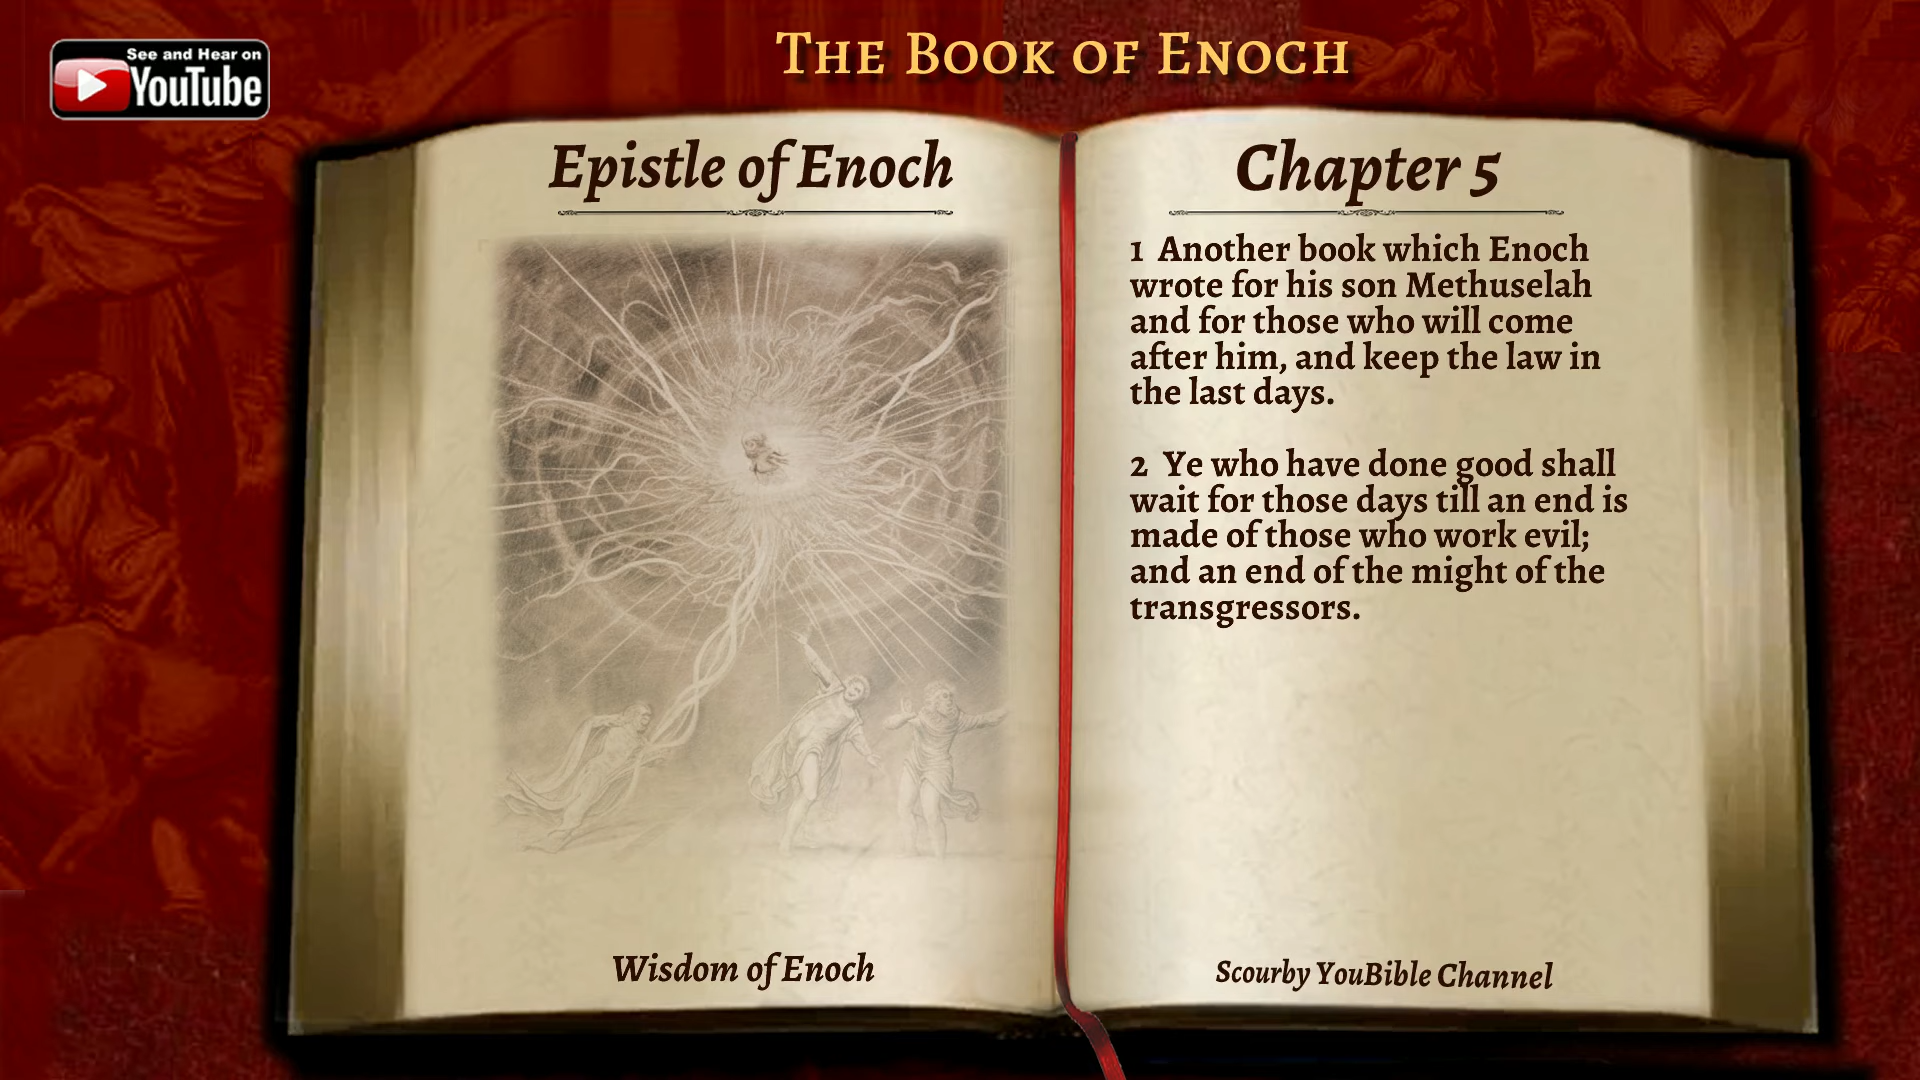 See and Hear on
YouTube
The Book of Enoch
Epistle of Enoch
Wisdom of Enoch
Chapter 5
1 Another book which Enoch
wrote for his son Methuselah
and for those who will come
after him, and keep the law in
the last days.
2 Ye who have done good shall
wait for those days till an end is
made of those who work evil;
and an end of the might of the
transgressors.
Scourby YouBible Channel